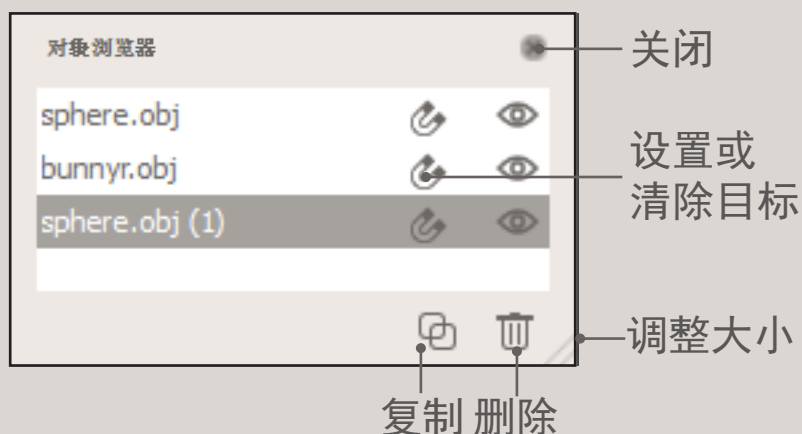 对象浏览器
关闭
sphere.obj
bunnyr.obj
设置或
清除目标
sphere.obj (1)
调整大小
复制
删除